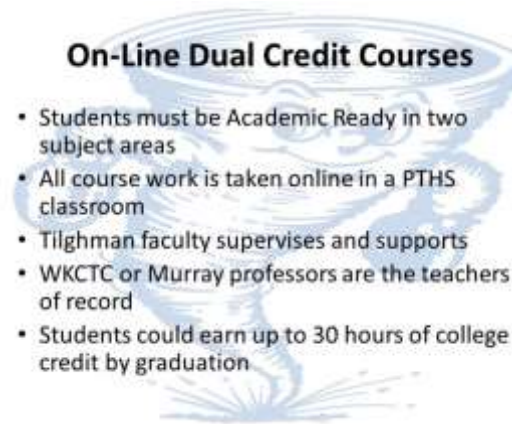 On-Line Dual Credit Courses
• Students must be Academic Ready in two
subject areas
• All course work is taken online in a PTHS
classroom
• Tilghman faculty supervises and supports
• WKCTC or Murray professors are the teachers
of record
• Students could earn up to 30 hours of college
credit by graduation